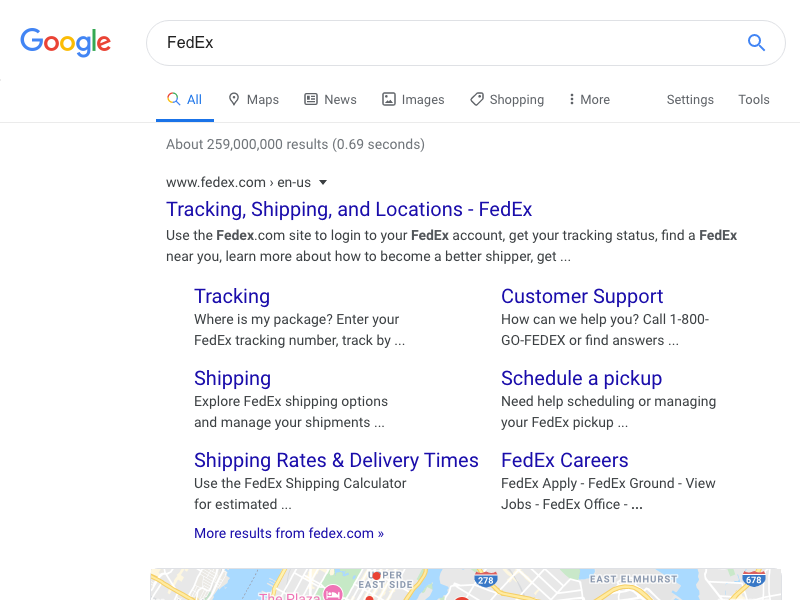 Google
FedEx
All Maps News Images Shopping More Settings Tools
About 259,000,000 results (0.69 seconds)
www.fedex.com › en-us
Tracking, Shipping, and Locations - FedEx
Use the Fedex.com site to login to your FedEx account, get your tracking status, find a FedEx
near you, learn more about how to become a better shipper, get ...
Tracking
Where is my package? Enter your
FedEx tracking number, track by ...
Customer Support
How can we help you? Call 1-800-
GO-FEDEX or find answers ...
Shipping
Explore FedEx shipping options
and manage your shipments ...
Schedule a pickup
Need help scheduling or managing
your FedEx pickup ...
Shipping Rates & Delivery Times
Use the FedEx Shipping Calculator
for estimated ...
FedEx Careers
FedEx Apply - FedEx Ground - View
Jobs - FedEx Office - ...
More results from fedex.com »
UPPER
EAST SIDE
278
EAST ELMHURST
678
The Plaza